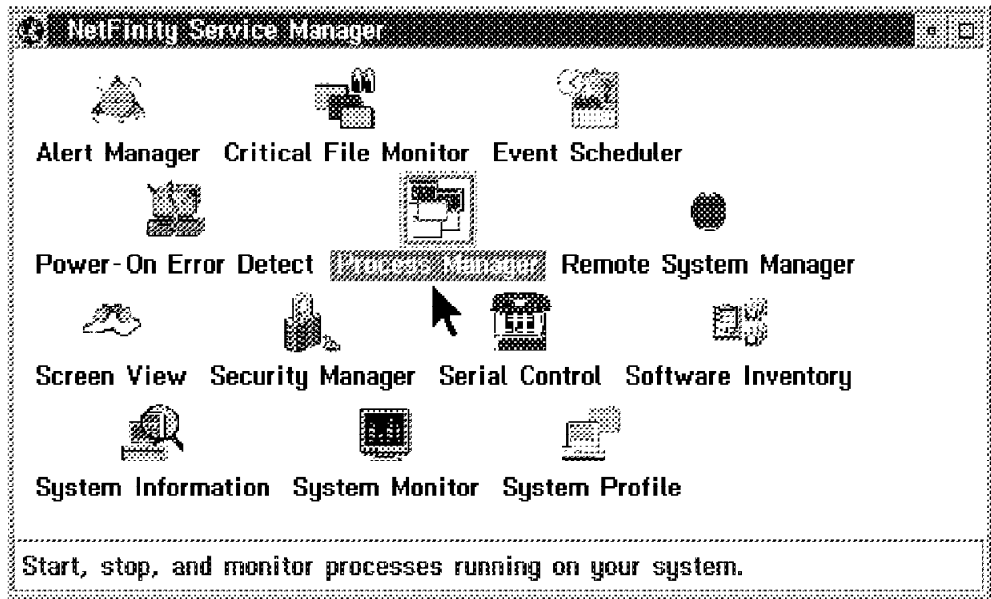 NetFinity Service Manager
Alert Manager Critical File Monitor Event Scheduler
Power-On Error Detect Process Manager Remote System Manager
Screen View Security Manager Serial Control Software Inventory
System Information System Monitor System Profile
Start, stop, and monitor processes running on your system.